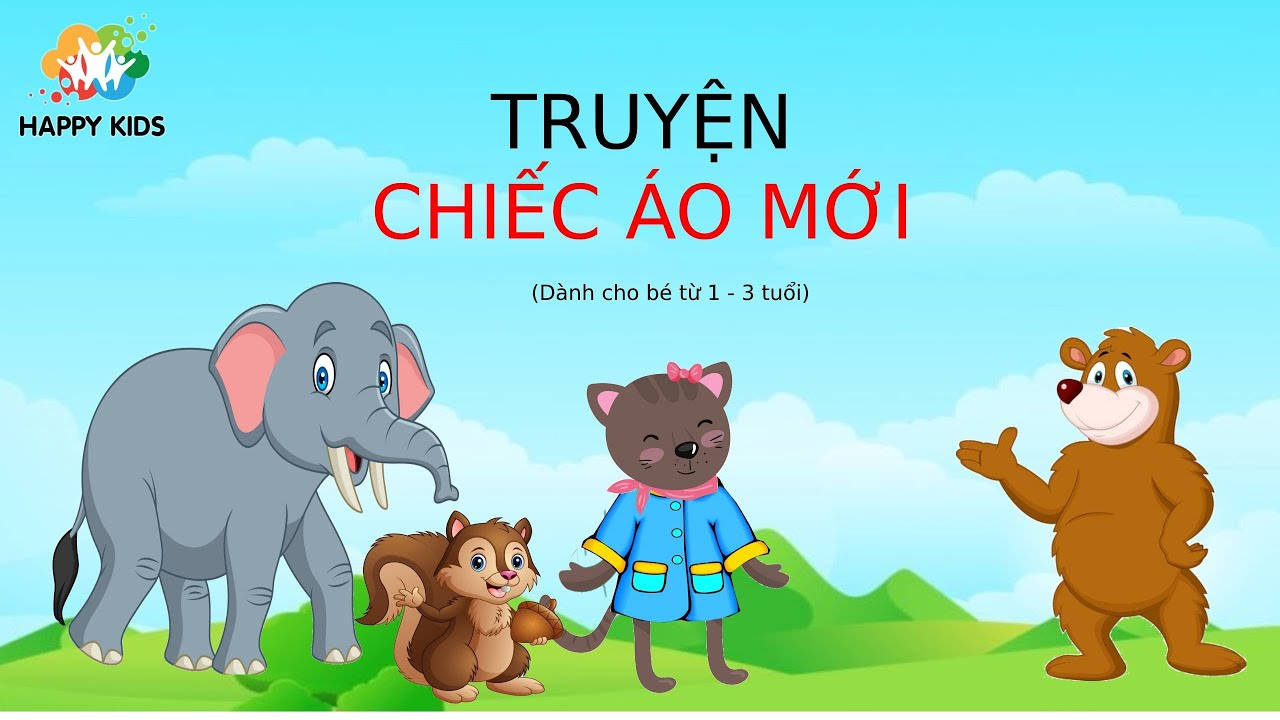 HAPPY KIDS
TRUYỆN
CHIẾC ÁO MỚI
(Dành cho bé từ 1 - 3 tuổi)